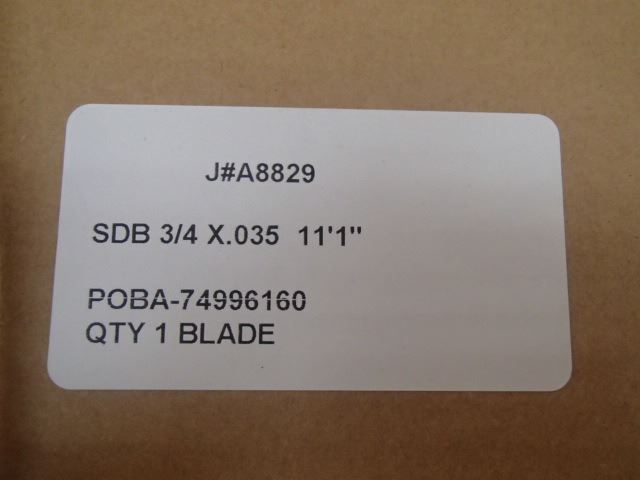 J#A8829
SDB 3/4 X.035 11'1"
POBA-74996160
QTY 1 BLADE